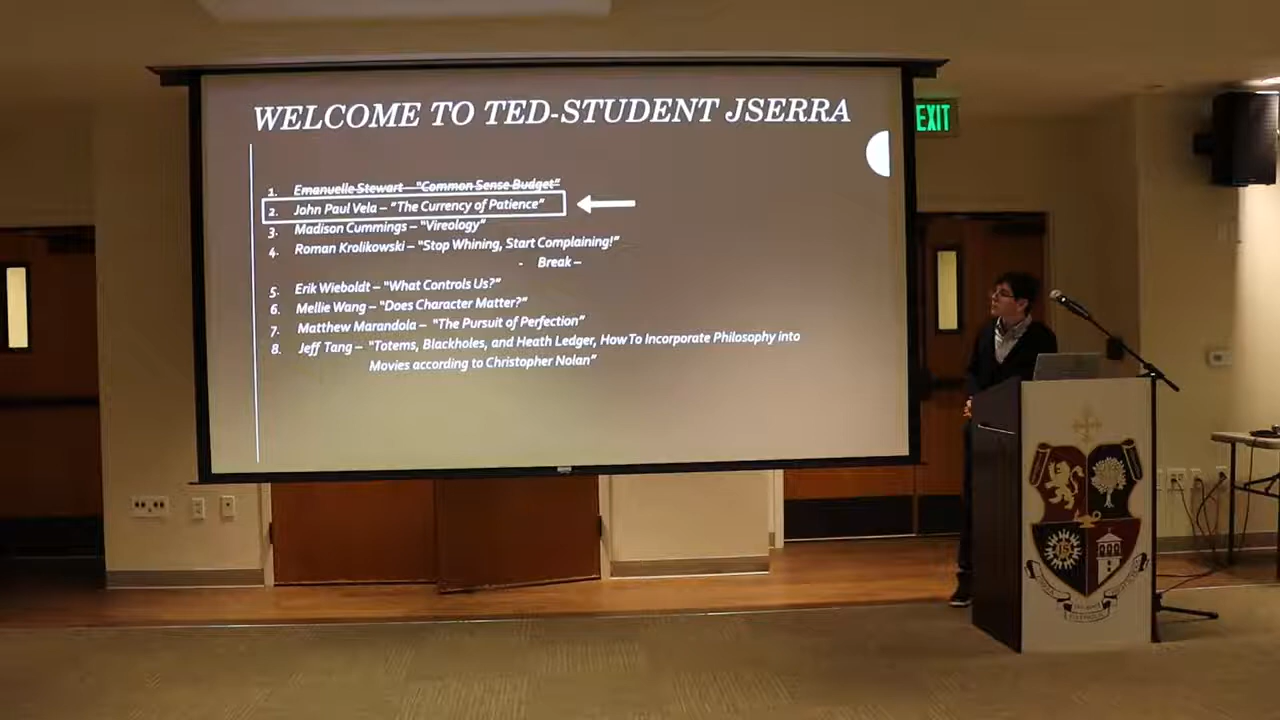 WELCOME TO TED-STUDENT JSERRA
EXIT
1. Emanuelle Stewart – "Common Sense Budget"
2. John Paul Vela – "The Currency of Patience"
3. Madison Cummings – "Vireology"
4. Roman Krolikowski – "Stop Whining, Start Complaining!"
- Break –
5. Erik Wieboldt – "What Controls Us?"
6. Mellie Wang – "Does Character Matter?"
7. Matthew Marandola – "The Pursuit of Perfection"
8. Jeff Tang – "Totems, Blackholes, and Heath Ledger, How To Incorporate Philosophy into
Movies according to Christopher Nolan"